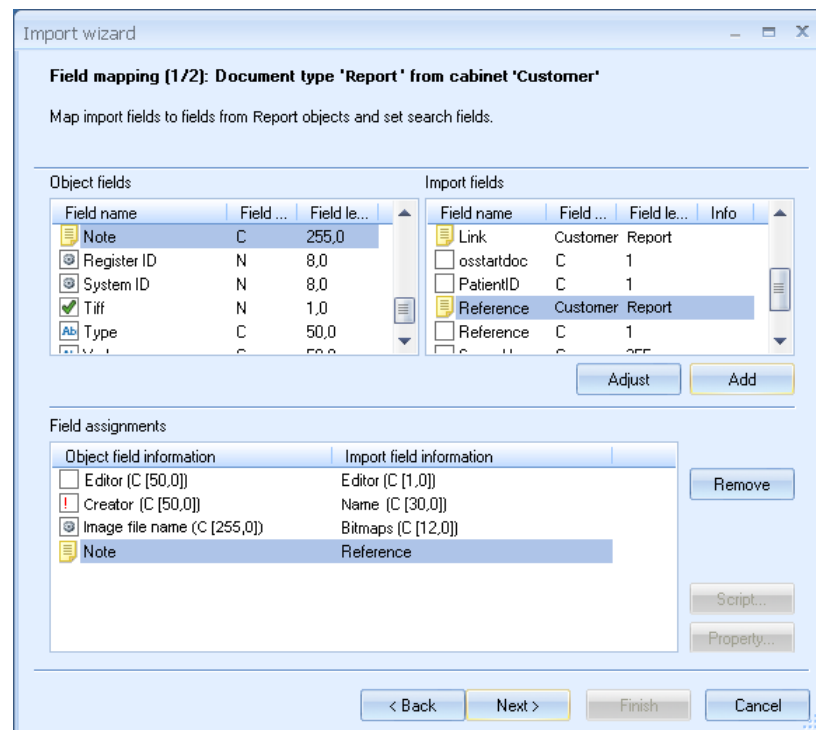 Import wizard
Field mapping (1/2): Document type 'Report' from cabinet 'Customer'
Map import fields to fields from Report objects and set search fields.
Object fields
Field name Field ... Field le...
Note C 255,0
Register ID N 8,0
System ID N 8,0
Tiff N 1,0
Type C 50,0
Import fields
Field name Field ... Field le... Info
Link Customer Report
osstartdoc C 1
PatientID C 1
Reference Customer Report
Reference C 1
Adjust Add
Field assignments
Object field information Import field information
Editor (C [50,0]) Editor (C [1,0])
Creator (C [50,0]) Name (C [30,0])
Image file name (C [255,0]) Bitmaps (C [12,0])
Note Reference
Remove
Script...
Property...
< Back Next > Finish Cancel